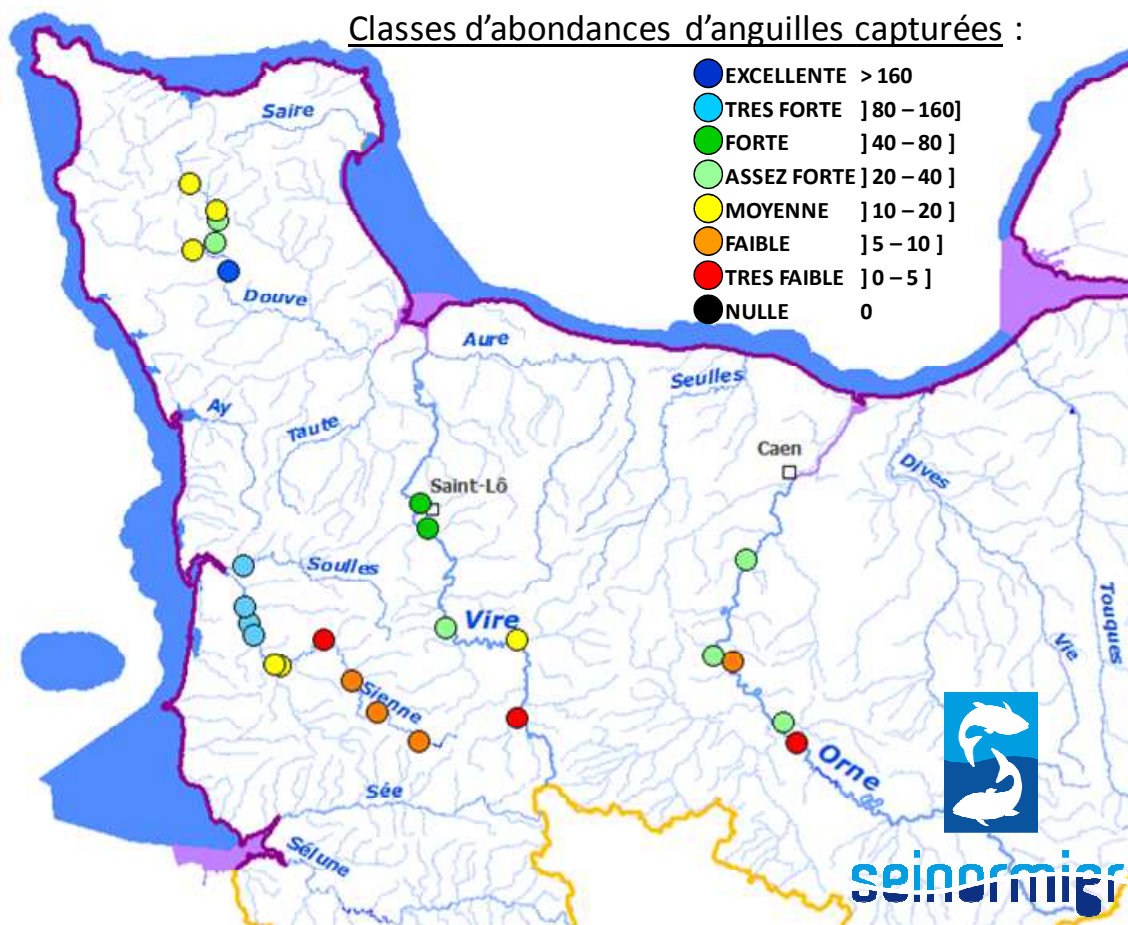 Classes d'abondances d'anguilles capturées :
EXCELLENTE > 160
TRES FORTE ] 80 – 160]
FORTE ] 40 – 80 ]
ASSEZ FORTE ] 20 – 40 ]
MOYENNE ] 10 – 20 ]
FAIBLE ] 5 – 10 ]
TRES FAIBLE ] 0 – 5 ]
NULLE 0
Saire
Douve
Aure
Seulles
Ay
Taute
Caen
Dives
Saint-Lô
Soulles
Vire
Touques
Vie
Sienne
Orne
Sée
Sélune
seinormigr